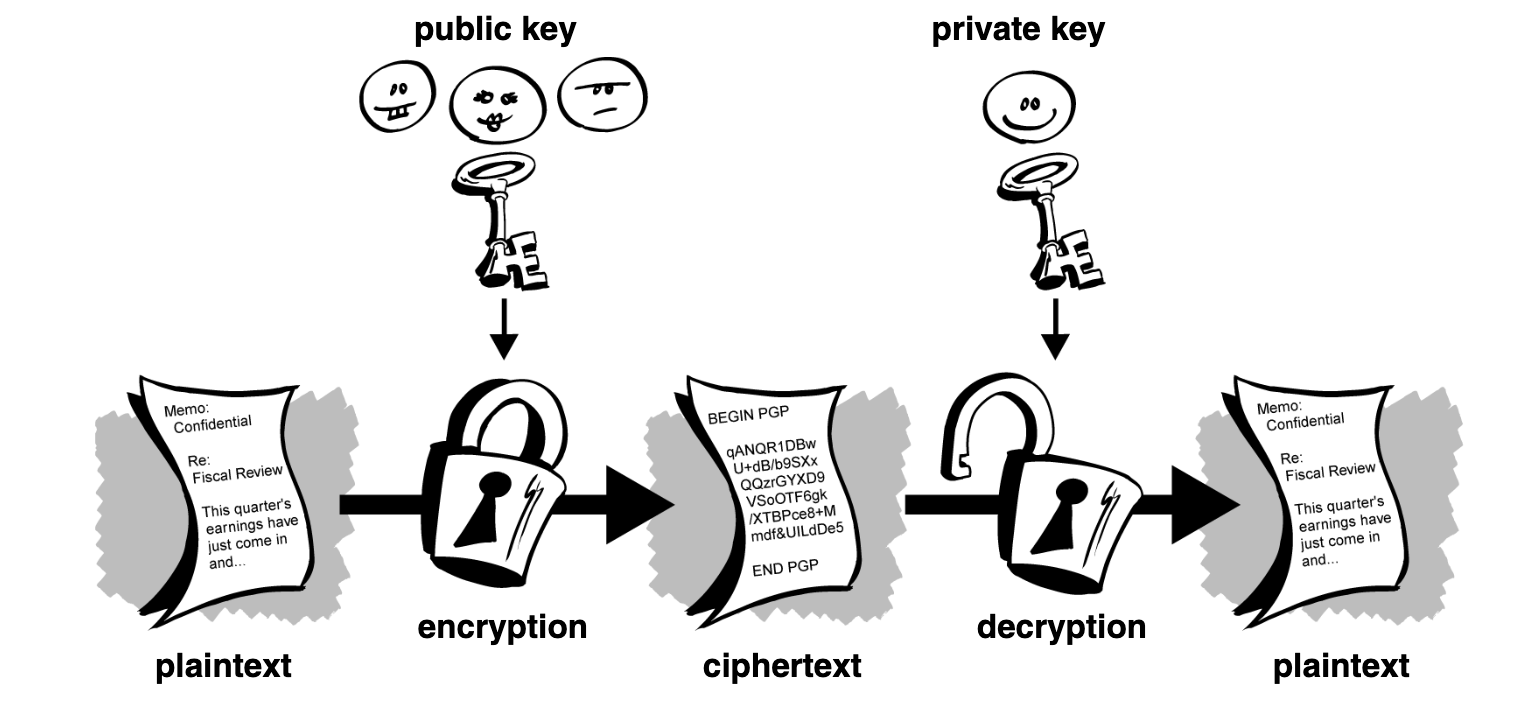 public key
private key
Memo:
Confidential
Re:
Fiscal Review
This quarter's
earnings have
just come in
and...
BEGIN PGP
qANQR1DBw
U+dB/b9SXx
QQzrGYXD9
VSoOTF6gk
/XTBPce8+M
mdf&UILdDe5
END PGP
Memo:
Confidential
Re:
Fiscal Review
This quarter's
earnings have
just come in
and...
encryption
decryption
plaintext
ciphertext
plaintext